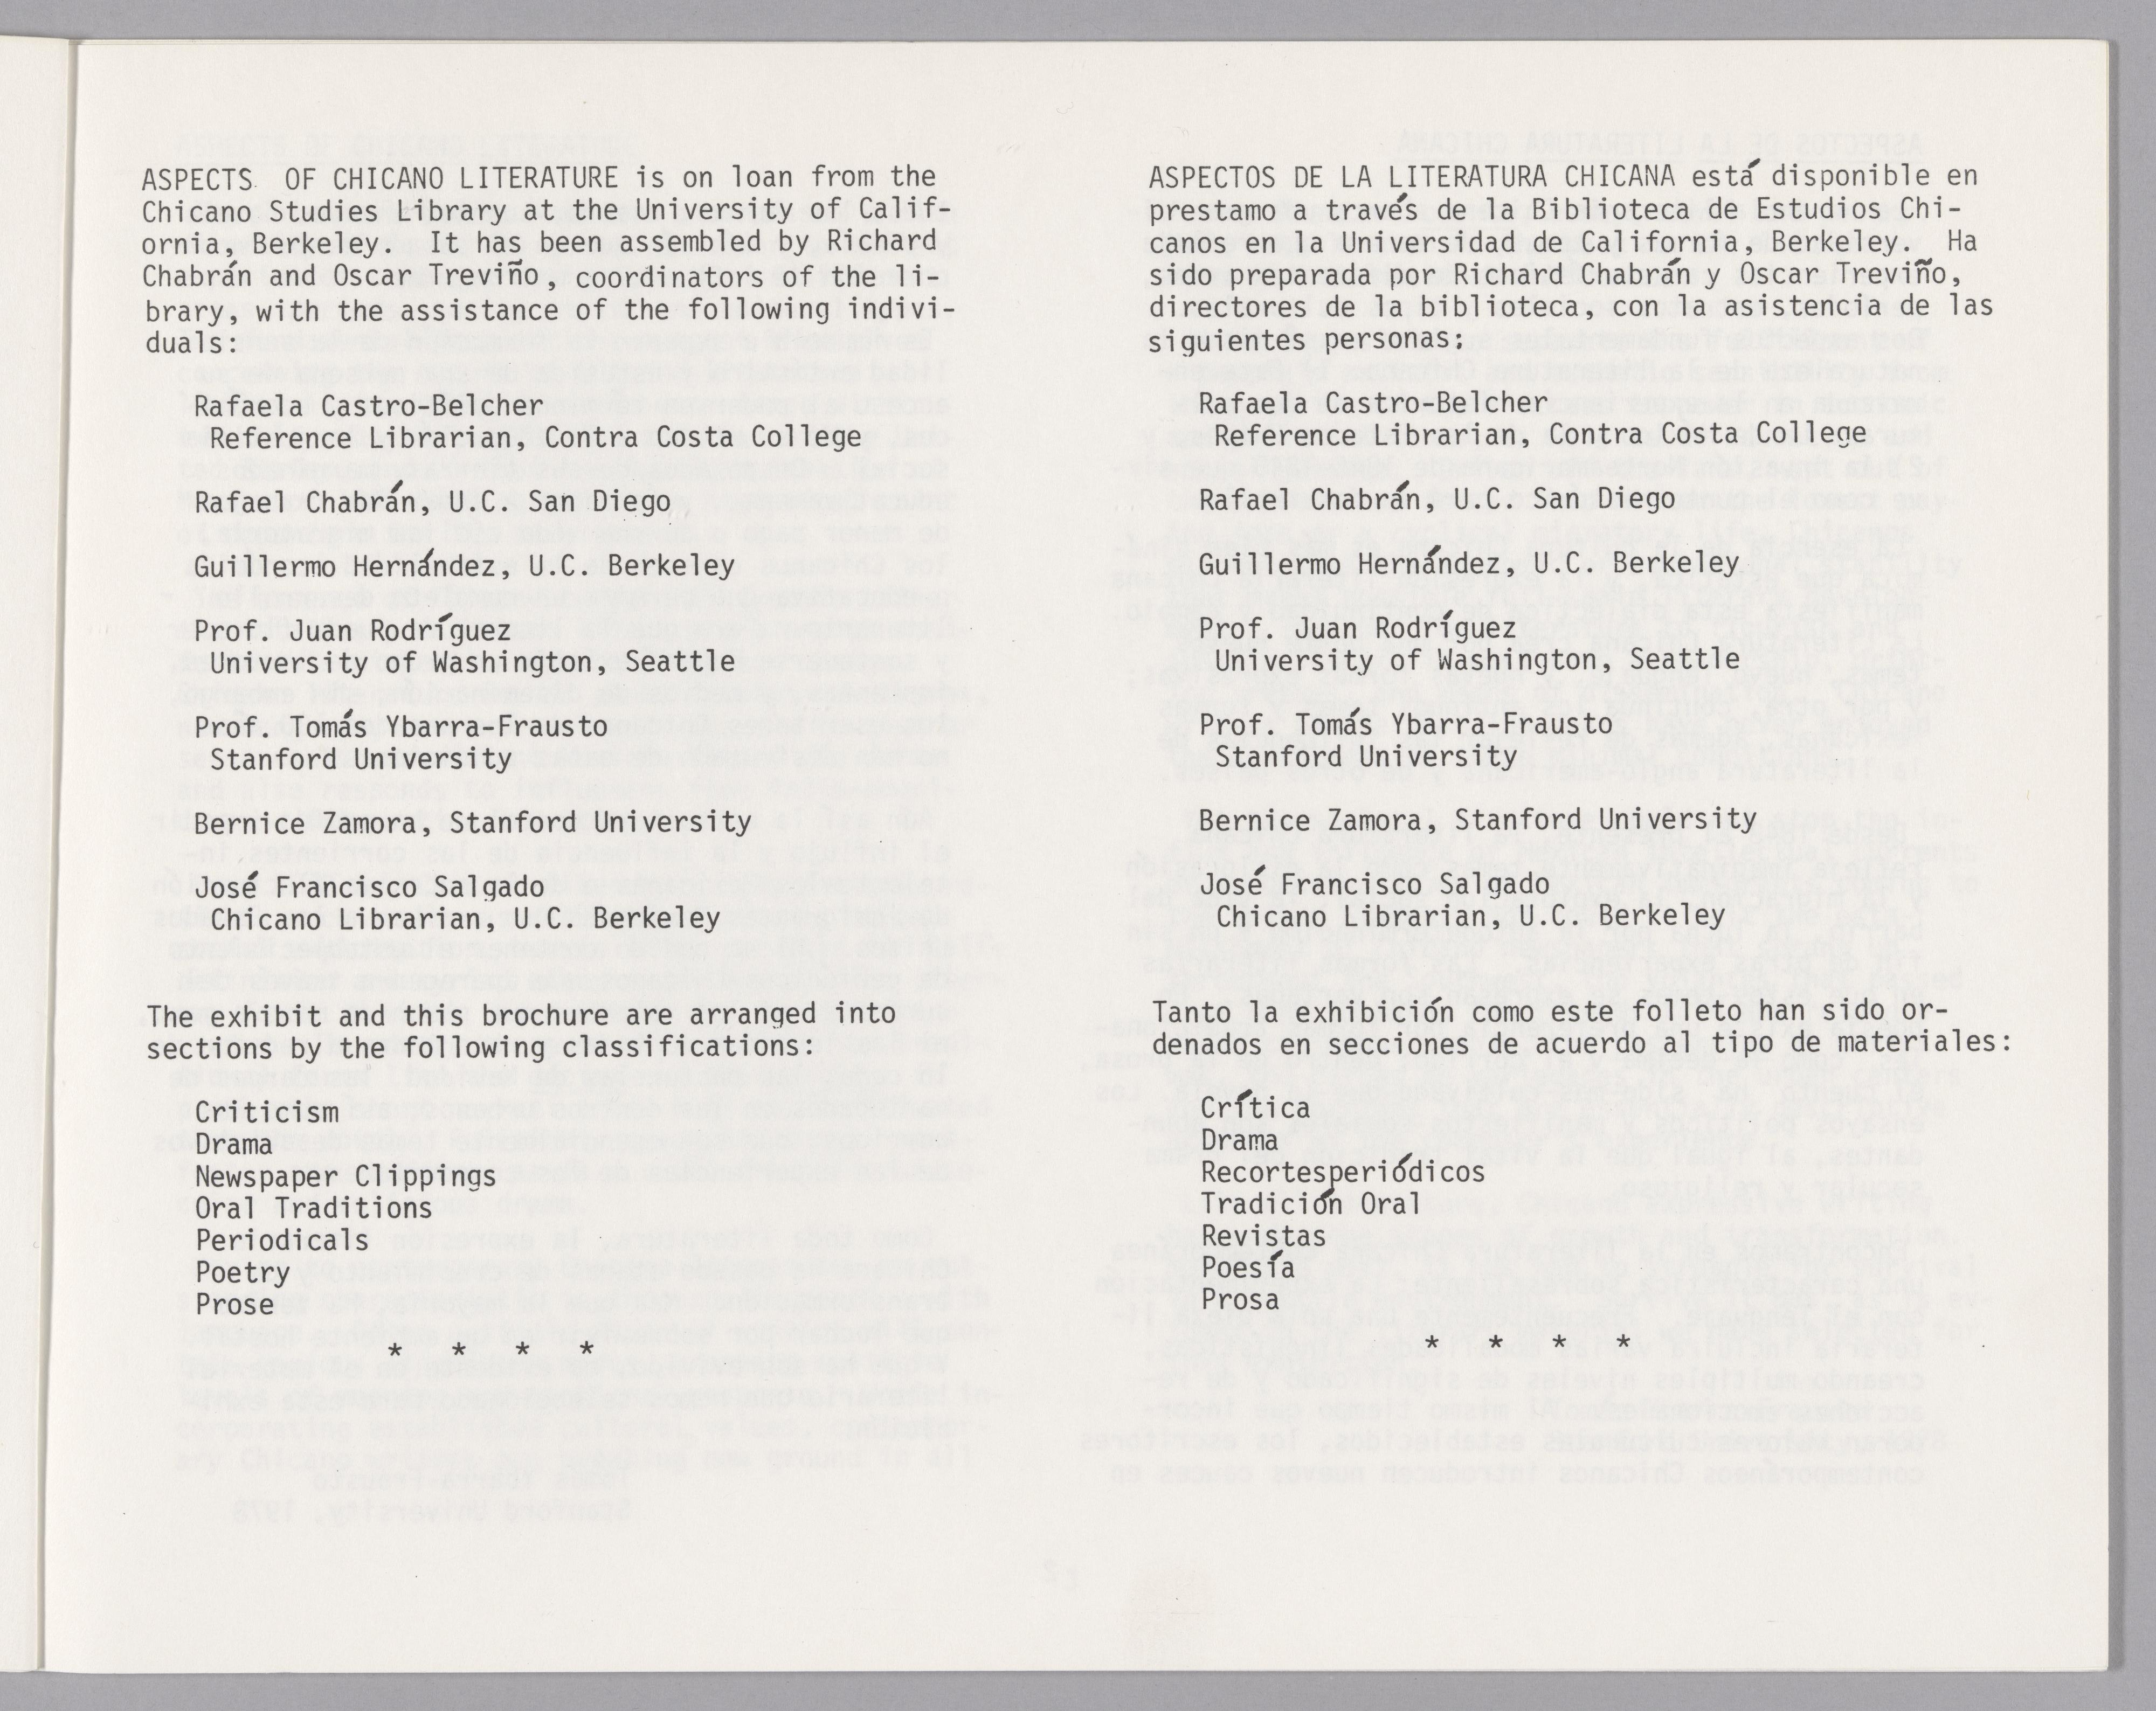 ASPECTS OF CHICANO LITERATURE is on loan from the
Chicano Studies Library at the University of Calif-
ornia, Berkeley. It has been assembled by Richard
Chabrán and Oscar Treviño, coordinators of the li-
brary, with the assistance of the following indivi-
duals:
Rafaela Castro-Belcher
Reference Librarian, Contra Costa College
Rafael Chabrán, U.C. San Diego
Guillermo Hernández, U.C. Berkeley
Prof. Juan Rodríguez
University of Washington, Seattle
Prof. Tomás Ybarra-Frausto
Stanford University
Bernice Zamora, Stanford University
José Francisco Salgado
Chicano Librarian, U.C. Berkeley
The exhibit and this brochure are arranged into
sections by the following classifications:
Criticism
Drama
Newspaper Clippings
Oral Traditions
Periodicals
Poetry
Prose
* * * *
ASPECTOS DE LA LITERATURA CHICANA está disponible en
prestamo a través de la Biblioteca de Estudios Chi-
canos en la Universidad de California, Berkeley. Ha
sido preparada por Richard Chabrán y Oscar Treviño,
directores de la biblioteca, con la asistencia de las
siguientes personas:
Rafaela Castro-Belcher
Reference Librarian, Contra Costa College
Rafael Chabrán, U.C. San Diego
Guillermo Hernández, U.C. Berkeley
Prof. Juan Rodríguez
University of Washington, Seattle
Prof. Tomás Ybarra-Frausto
Stanford University
Bernice Zamora, Stanford University
José Francisco Salgado
Chicano Librarian, U.C. Berkeley
Tanto la exhibición como este folleto han sido or-
denados en secciones de acuerdo al tipo de materiales:
Crítica
Drama
Recortesperiódicos
Tradición Oral
Revistas
Poesía
Prosa
* * * *